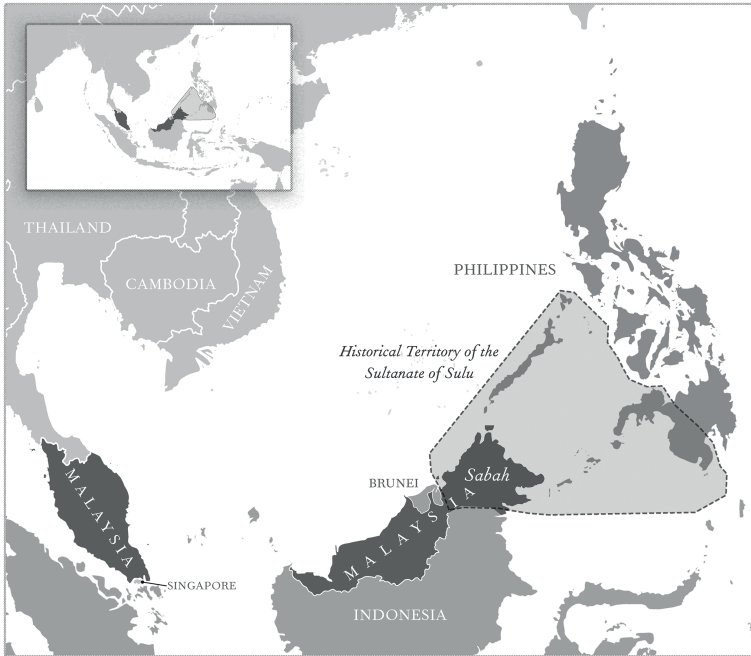 THAILAND
CAMBODIA
VIETNAM
PHILIPPINES
Historical Territory of the
Sultanate of Sulu
BRUNEI
Sabah
MALAYSIA
MALAYSIA
SINGAPORE
INDONESIA